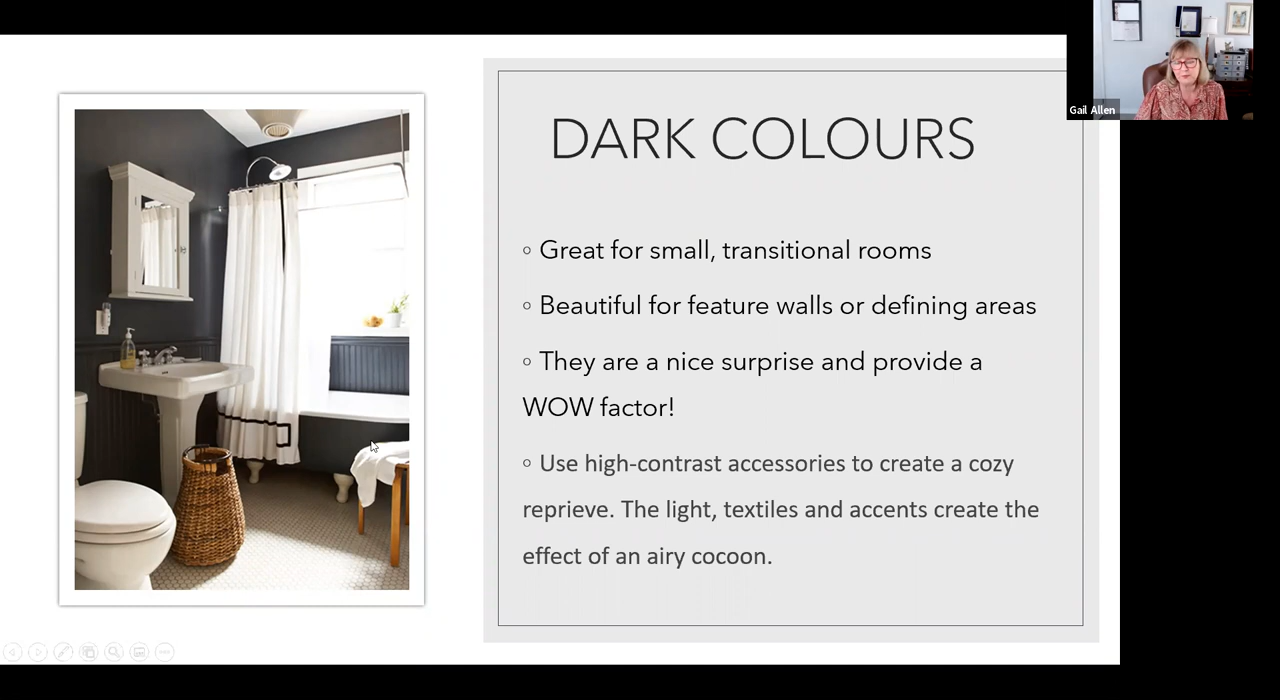 Gail Allen
DARK COLOURS
◦ Great for small, transitional rooms
◦ Beautiful for feature walls or defining areas
◦ They are a nice surprise and provide a
WOW factor!
◦ Use high-contrast accessories to create a cozy
reprieve. The light, textiles and accents create the
effect of an airy cocoon.